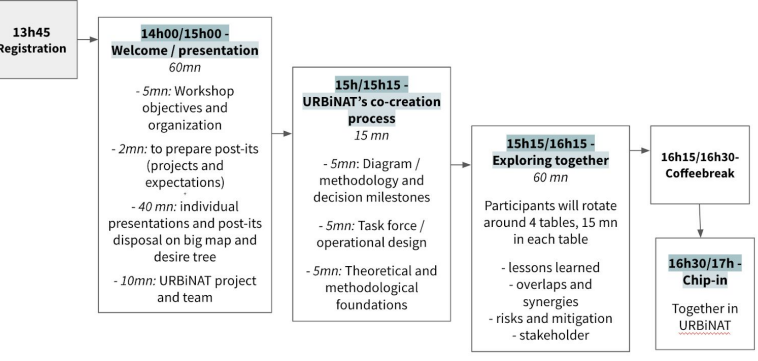 13h45
Registration
14h00/15h00 -
Welcome / presentation
60mn
- 5mn: Workshop
objectives and
organization
- 2mn: to prepare post-its
(projects and
expectations)
- 40 mn: individual
presentations and post-its
disposal on big map and
desire tree
- 10mn: URBiNAT project
and team
15h/15h15 -
URBiNAT’s co-creation
process
15 mn
- 5mn: Diagram /
methodology and
decision milestones
- 5mn: Task force /
operational design
- 5mn: Theoretical and
methodological
foundations
15h15/16h15 -
Exploring together
60 mn
Participants will rotate
around 4 tables, 15 mn
in each table
- lessons learned
- overlaps and
synergies
- risks and mitigation
- stakeholder
16h15/16h30-
Coffeebreak
16h30/17h -
Chip-in
Together in
URBiNAT